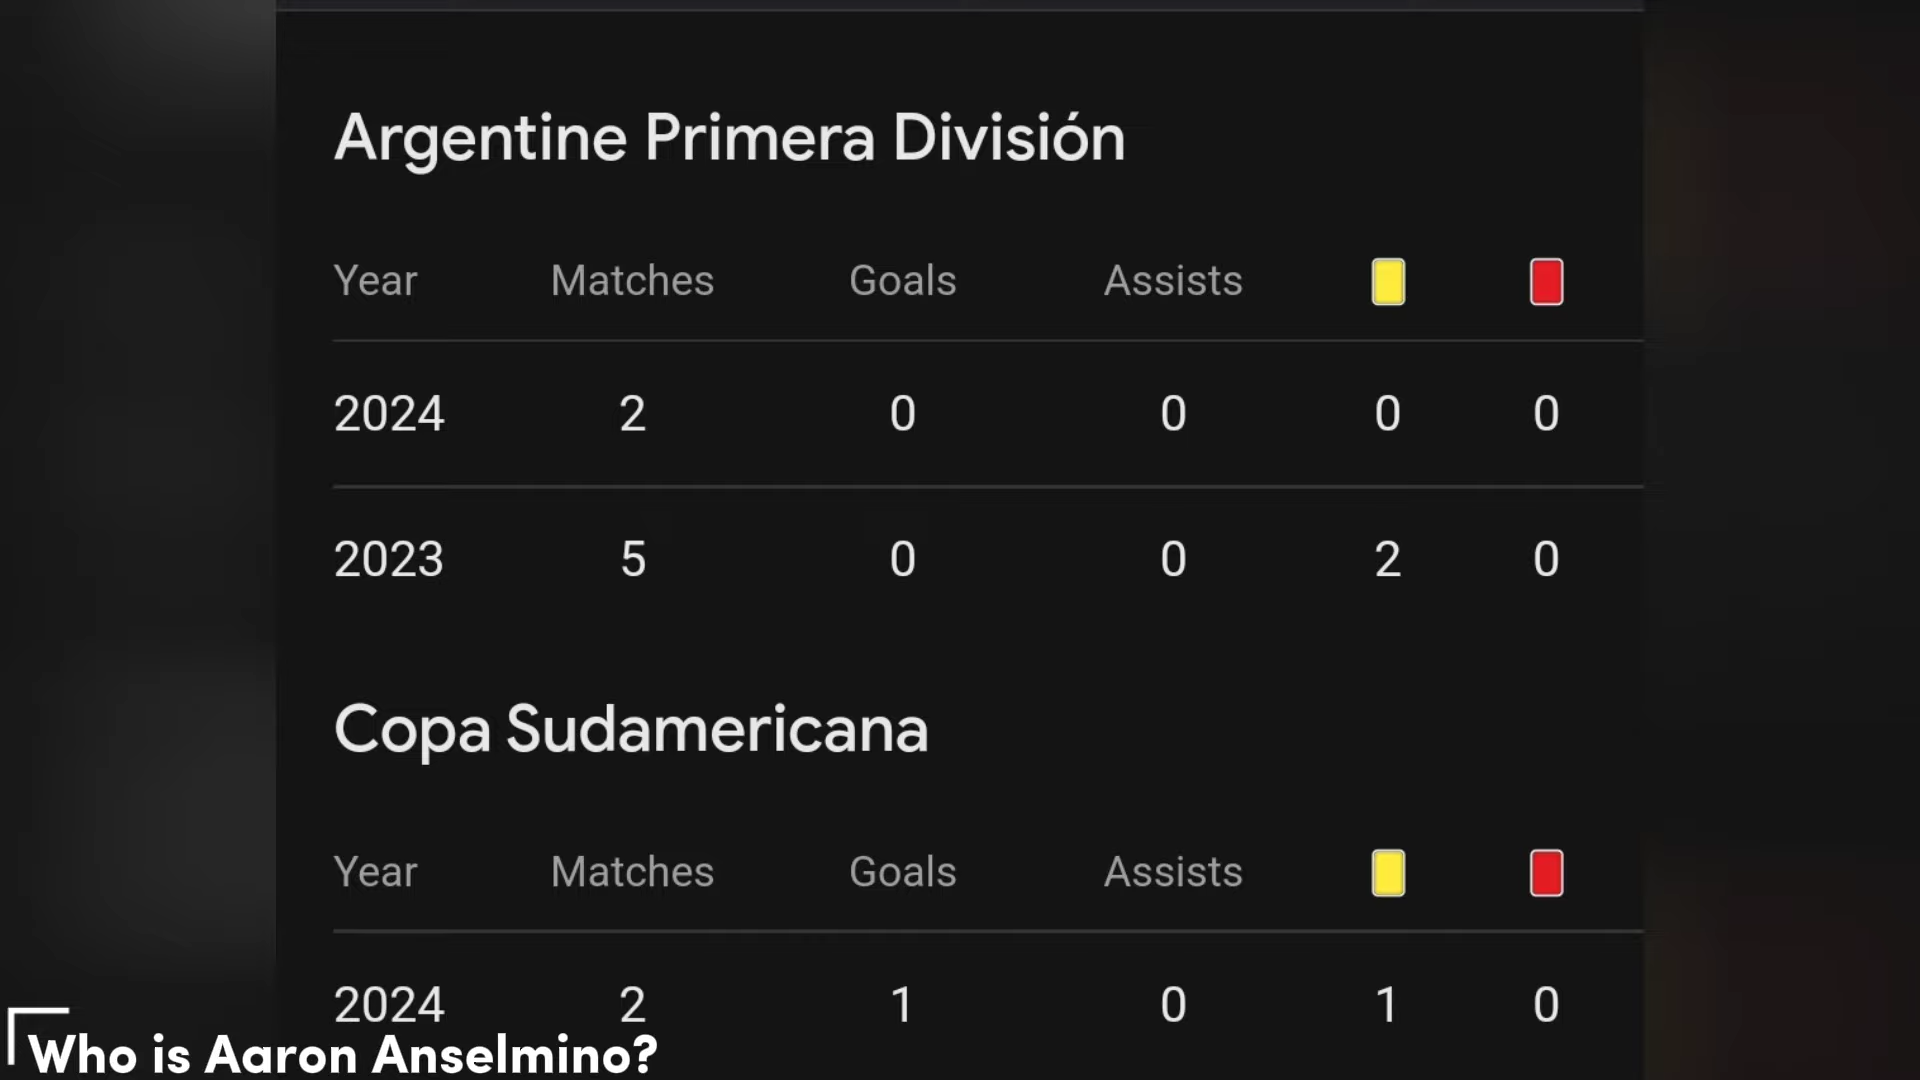 Argentine Primera División
Year Matches Goals Assists
2024 2 0 0 0 0
2023 5 0 0 2 0
Copa Sudamericana
Year Matches Goals Assists
2024 2 1 0 1 0
Who is Aaron Anselmino?